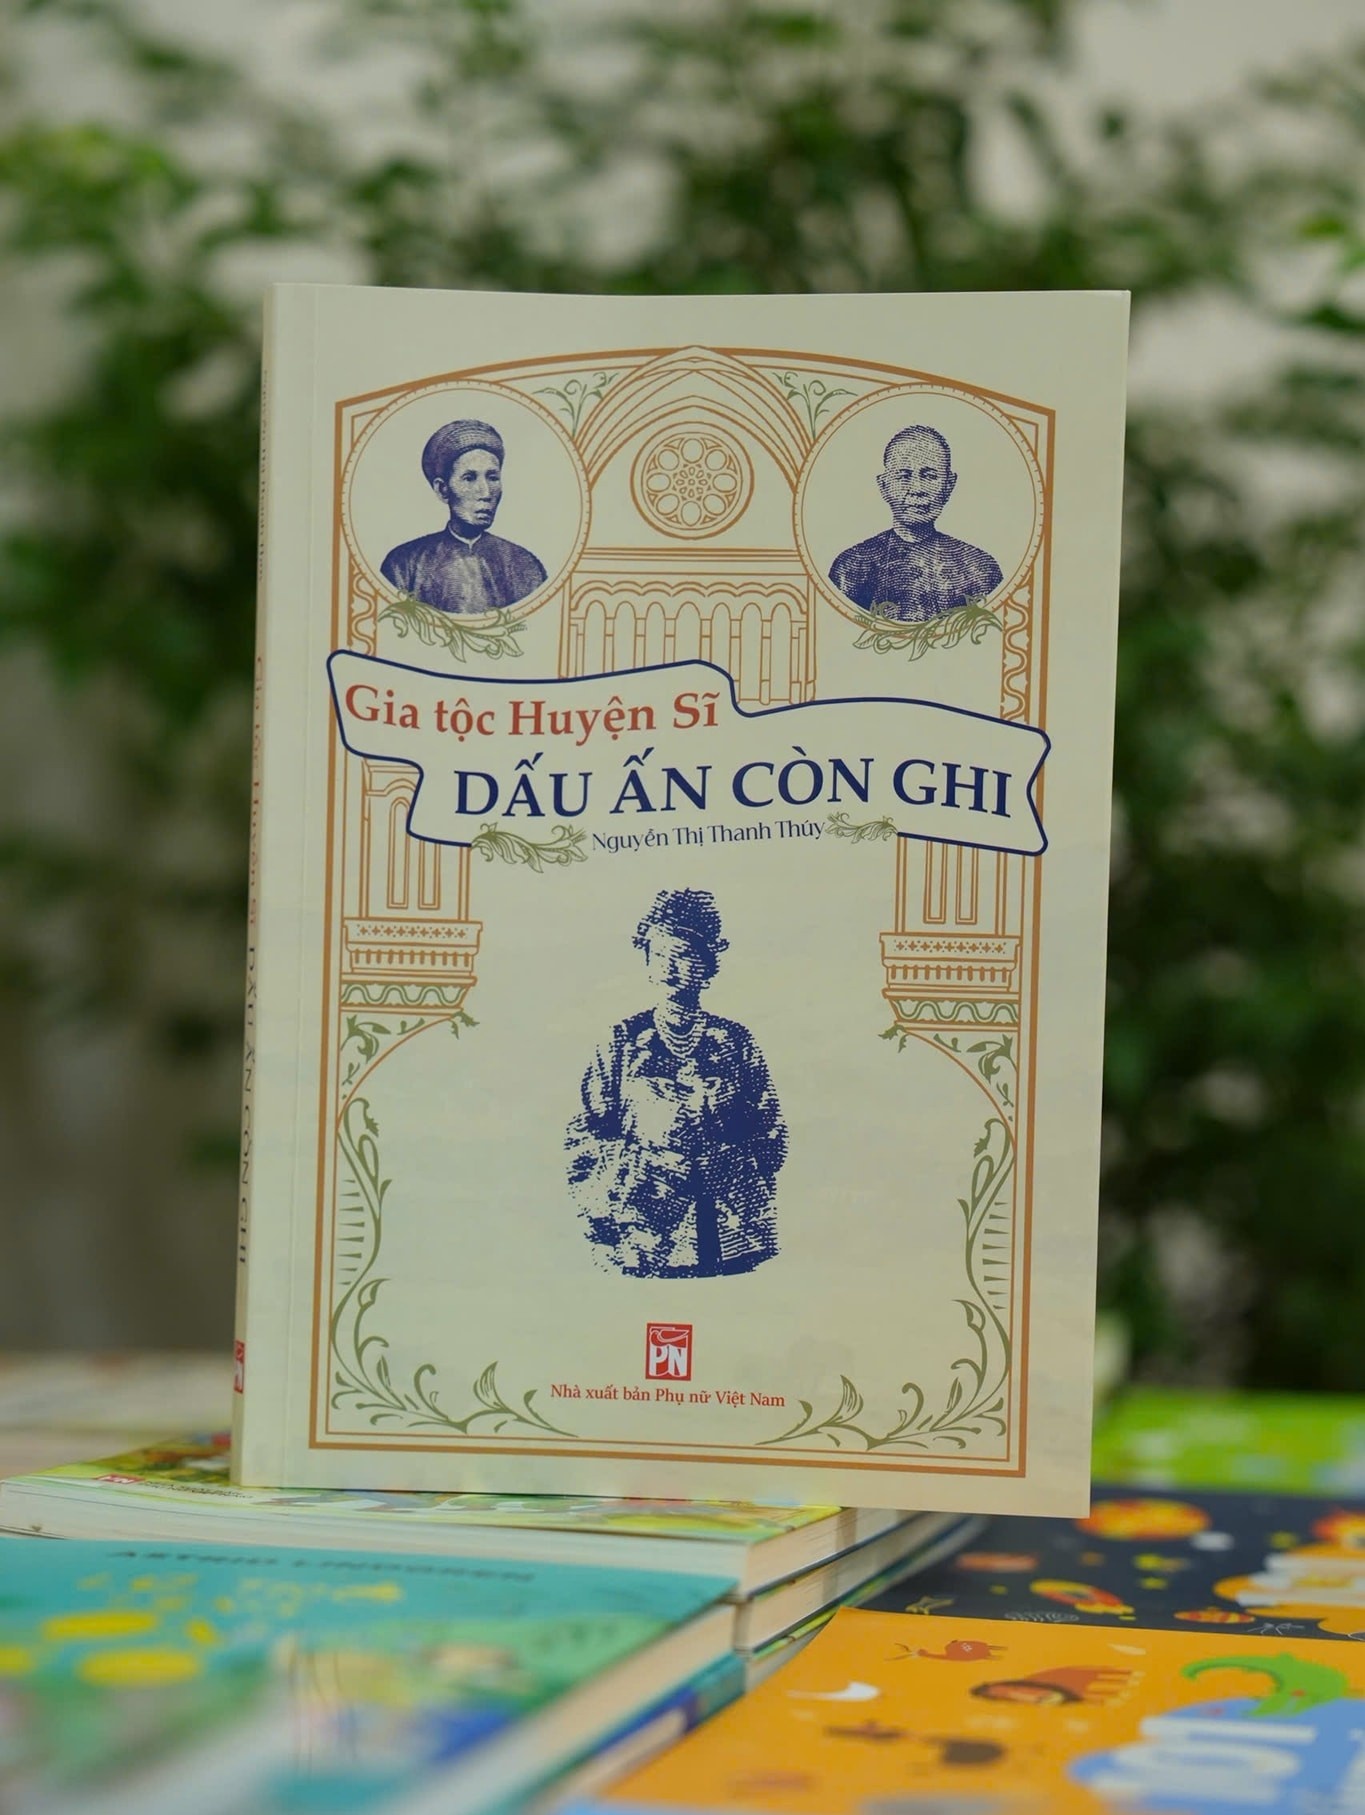 Gia tộc Huyện Sĩ
DẤU ẤN CÒN GHI
Nguyễn Thị Thanh Thúy
PN
Nhà xuất bản Phụ nữ Việt Nam